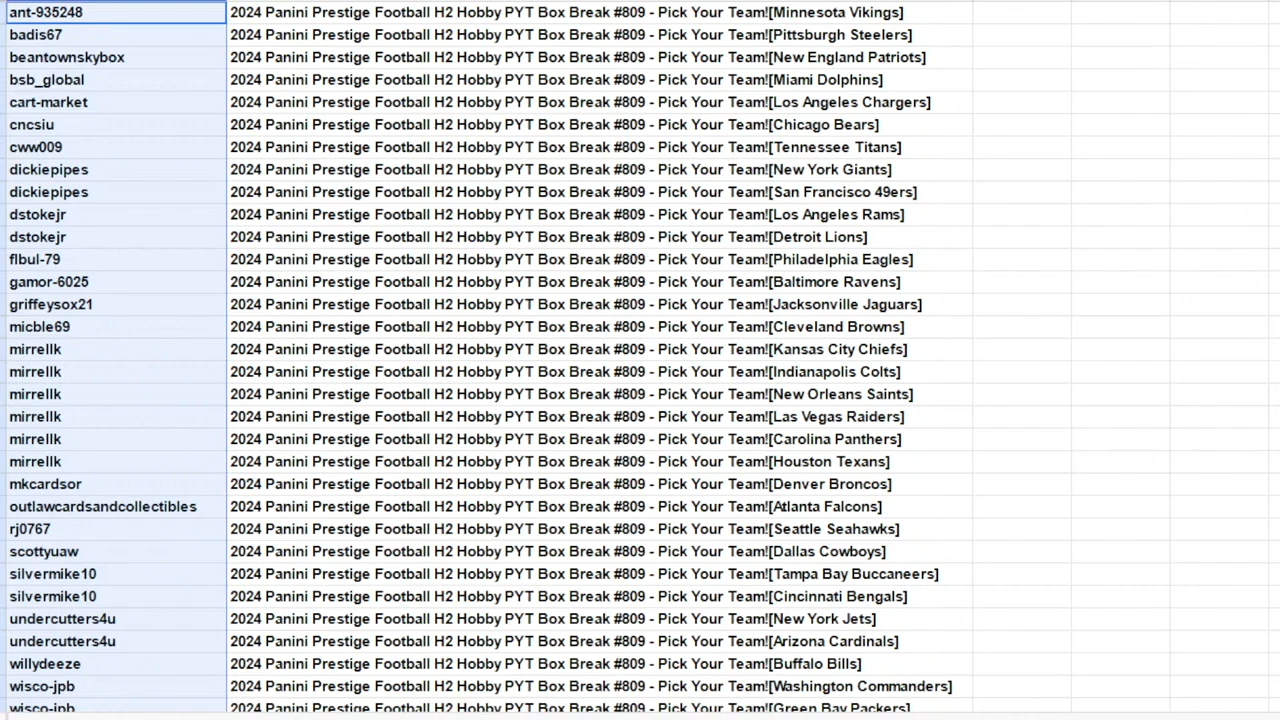 ant-935248 2024 Panini Prestige Football H2 Hobby PYT Box Break #809 - Pick Your Team![Minnesota Vikings]
badis67 2024 Panini Prestige Football H2 Hobby PYT Box Break #809 - Pick Your Team![Pittsburgh Steelers]
beantownskybox 2024 Panini Prestige Football H2 Hobby PYT Box Break #809 - Pick Your Team![New England Patriots]
bsb_global 2024 Panini Prestige Football H2 Hobby PYT Box Break #809 - Pick Your Team![Miami Dolphins]
cart-market 2024 Panini Prestige Football H2 Hobby PYT Box Break #809 - Pick Your Team![Los Angeles Chargers]
cncsiu 2024 Panini Prestige Football H2 Hobby PYT Box Break #809 - Pick Your Team![Chicago Bears]
cww009 2024 Panini Prestige Football H2 Hobby PYT Box Break #809 - Pick Your Team![Tennessee Titans]
dickiepipes 2024 Panini Prestige Football H2 Hobby PYT Box Break #809 - Pick Your Team![New York Giants]
dickiepipes 2024 Panini Prestige Football H2 Hobby PYT Box Break #809 - Pick Your Team![San Francisco 49ers]
dstokejr 2024 Panini Prestige Football H2 Hobby PYT Box Break #809 - Pick Your Team![Los Angeles Rams]
dstokejr 2024 Panini Prestige Football H2 Hobby PYT Box Break #809 - Pick Your Team![Detroit Lions]
flbul-79 2024 Panini Prestige Football H2 Hobby PYT Box Break #809 - Pick Your Team![Philadelphia Eagles]
gamor-6025 2024 Panini Prestige Football H2 Hobby PYT Box Break #809 - Pick Your Team![Baltimore Ravens]
griffeysox21 2024 Panini Prestige Football H2 Hobby PYT Box Break #809 - Pick Your Team![Jacksonville Jaguars]
micble69 2024 Panini Prestige Football H2 Hobby PYT Box Break #809 - Pick Your Team![Cleveland Browns]
mirrellk 2024 Panini Prestige Football H2 Hobby PYT Box Break #809 - Pick Your Team![Kansas City Chiefs]
mirrellk 2024 Panini Prestige Football H2 Hobby PYT Box Break #809 - Pick Your Team![Indianapolis Colts]
mirrellk 2024 Panini Prestige Football H2 Hobby PYT Box Break #809 - Pick Your Team![New Orleans Saints]
mirrellk 2024 Panini Prestige Football H2 Hobby PYT Box Break #809 - Pick Your Team![Las Vegas Raiders]
mirrellk 2024 Panini Prestige Football H2 Hobby PYT Box Break #809 - Pick Your Team![Carolina Panthers]
mirrellk 2024 Panini Prestige Football H2 Hobby PYT Box Break #809 - Pick Your Team![Houston Texans]
mkcardsor 2024 Panini Prestige Football H2 Hobby PYT Box Break #809 - Pick Your Team![Denver Broncos]
outlawcardsandcollectibles 2024 Panini Prestige Football H2 Hobby PYT Box Break #809 - Pick Your Team![Atlanta Falcons]
rj0767 2024 Panini Prestige Football H2 Hobby PYT Box Break #809 - Pick Your Team![Seattle Seahawks]
scottyuaw 2024 Panini Prestige Football H2 Hobby PYT Box Break #809 - Pick Your Team![Dallas Cowboys]
silvermike10 2024 Panini Prestige Football H2 Hobby PYT Box Break #809 - Pick Your Team![Tampa Bay Buccaneers]
silvermike10 2024 Panini Prestige Football H2 Hobby PYT Box Break #809 - Pick Your Team![Cincinnati Bengals]
undercutters4u 2024 Panini Prestige Football H2 Hobby PYT Box Break #809 - Pick Your Team![New York Jets]
undercutters4u 2024 Panini Prestige Football H2 Hobby PYT Box Break #809 - Pick Your Team![Arizona Cardinals]
willydeeze 2024 Panini Prestige Football H2 Hobby PYT Box Break #809 - Pick Your Team![Buffalo Bills]
wisco-jpb 2024 Panini Prestige Football H2 Hobby PYT Box Break #809 - Pick Your Team![Washington Commanders]
wisco-jpb 2024 Panini Prestige Football H2 Hobby PYT Box Break #809 - Pick Your Team![Green Bay Packers]